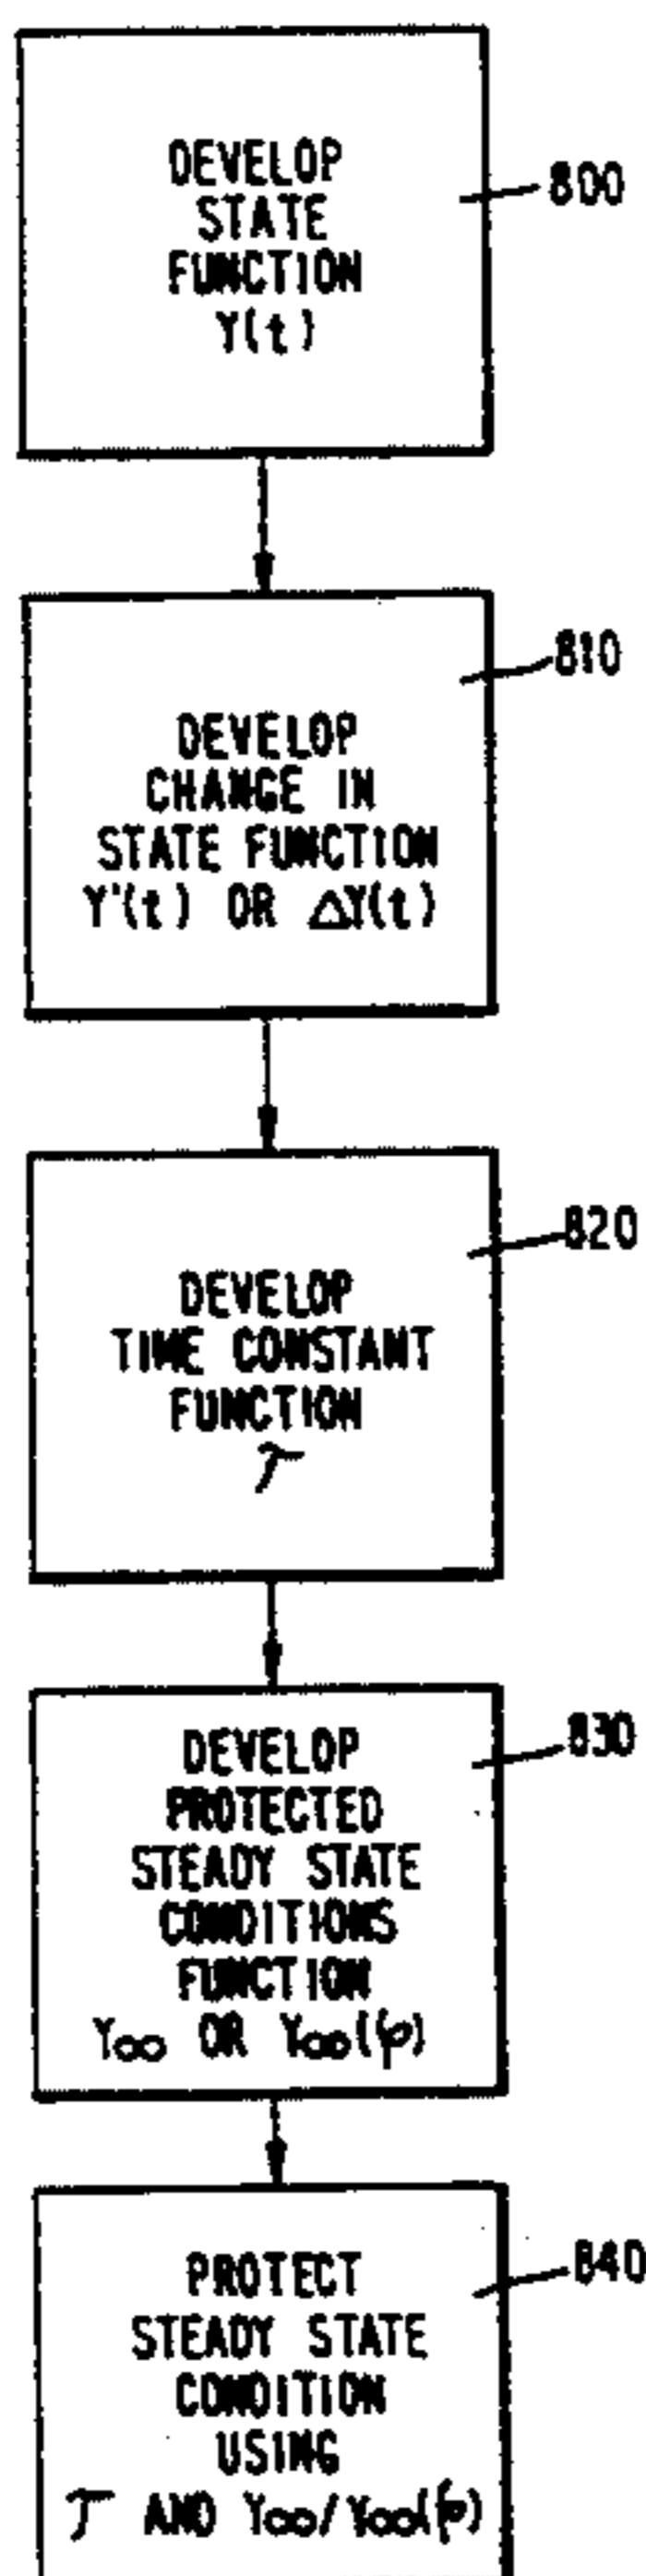 DEVELOP
STATE
FUNCTION
Y(t)
800
DEVELOP
CHANGE IN
STATE FUNCTION
Y'(t) OR ΔY(t)
810
DEVELOP
TIME CONSTANT
FUNCTION
τ
820
DEVELOP
PROTECTED
STEADY STATE
CONDITIONS
FUNCTION
Y∞ OR Y∞(φ)
830
PROTECT
STEADY STATE
CONDITION
USING
τ AND Y∞/Y∞(φ)
840